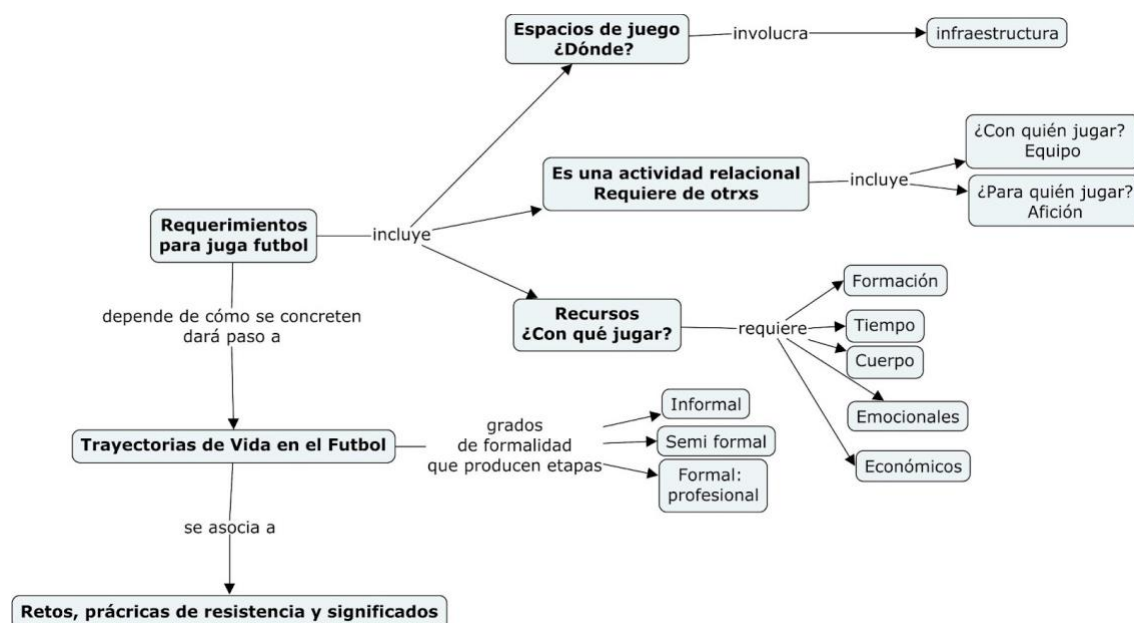 Espacios de juego
¿Dónde?
involucra
infraestructura
¿Con quién jugar?
Equipo
Es una actividad relacional
Requiere de otrxs
incluye
¿Para quién jugar?
Afición
Requerimientos
para juga futbol
incluye
Recursos
¿Con qué jugar?
requiere
Formación
Tiempo
Cuerpo
Emocionales
Económicos
depende de cómo se concreten
dará paso a
Trayectorias de Vida en el Futbol
grados
de formalidad
que producen etapas
Informal
Semi formal
Formal:
profesional
se asocia a
Retos, prácricas de resistencia y significados